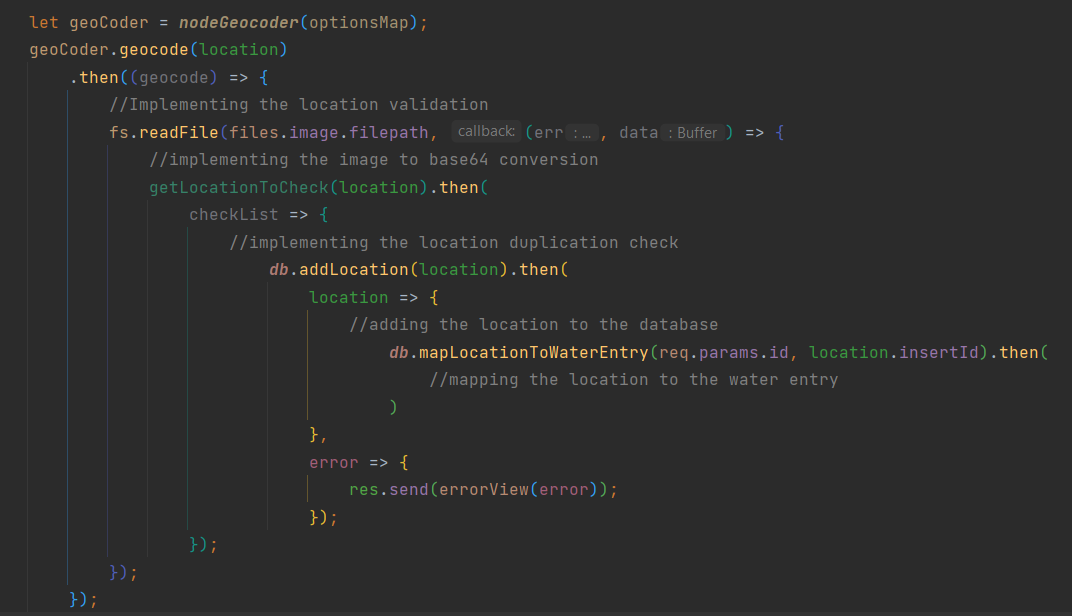 let geoCoder = nodeGeocoder(optionsMap);
geoCoder.geocode(location)
    .then((geocode) => {
        //Implementing the location validation
        fs.readFile(files.image.filepath, callback: (err : ... , data : Buffer ) => {
            //implementing the image to base64 conversion
            getLocationToCheck(location).then(
                checkList => {
                    //implementing the location duplication check
                        db.addLocation(location).then(
                            location => {
                                //adding the location to the database
                                    db.mapLocationToWaterEntry(req.params.id, location.insertId).then(
                                        //mapping the location to the water entry
                                    )
                            },
                            error => {
                                res.send(errorView(error));
                            });
                });
        });
    });